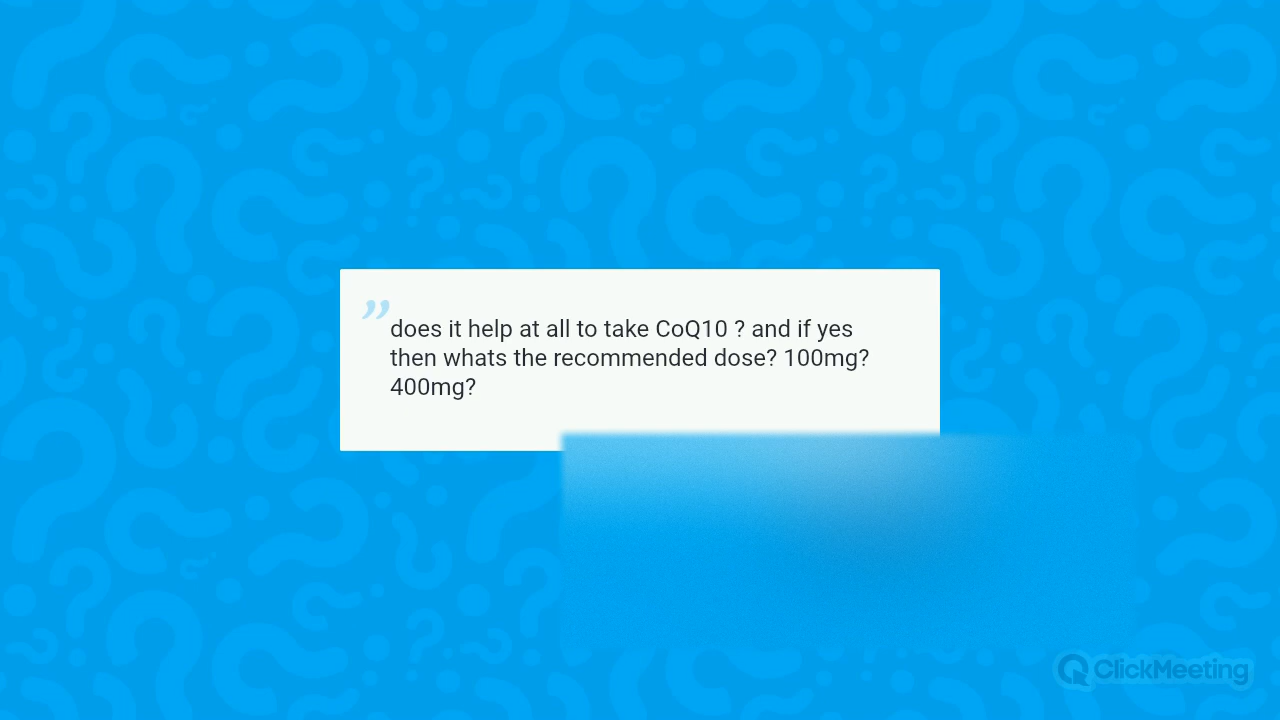 ”
does it help at all to take CoQ10 ? and if yes
then whats the recommended dose? 100mg?
400mg?
ClickMeeting